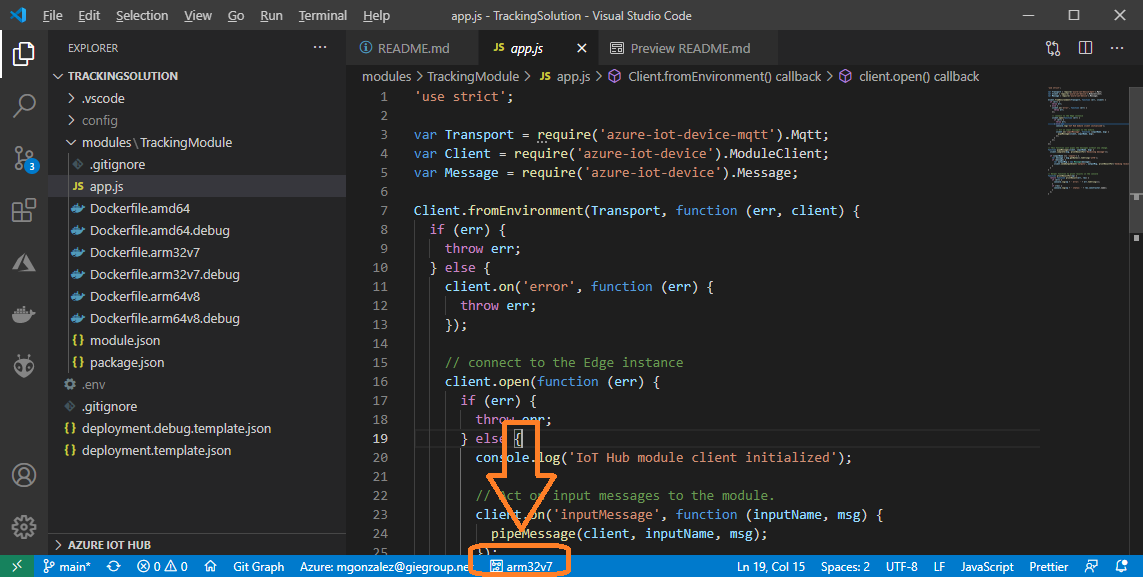 File Edit Selection View Go Run Terminal Help app.js - TrackingSolution - Visual Studio Code
EXPLORER
TRACKINGSOLUTION
.vscode
config
modules \ TrackingModule
.gitignore
JS app.js
Dockerfile.amd64
Dockerfile.amd64.debug
Dockerfile.arm32v7
Dockerfile.arm32v7.debug
Dockerfile.arm64v8
Dockerfile.arm64v8.debug
{} module.json
{} package.json
.env
.gitignore
{} deployment.debug.template.json
{} deployment.template.json
AZURE IOT HUB
3
README.md JS app.js Preview README.md
modules > TrackingModule > JS app.js > Client.fromEnvironment() callback > client.open() callback
1 'use strict';
2
3 var Transport = require('azure-iot-device-mqtt').Mqtt;
4 var Client = require('azure-iot-device').ModuleClient;
5 var Message = require('azure-iot-device').Message;
6
7 Client.fromEnvironment(Transport, function (err, client) {
8 if (err) {
9 throw err;
10 } else {
11 client.on('error', function (err) {
12 throw err;
13 });
14
15 // connect to the Edge instance
16 client.open(function (err) {
17 if (err) {
18 throw err;
19 } else {
20 console.log('IoT Hub module client initialized');
21
22 // Act on input messages to the module.
23 client.on('inputMessage', function (inputName, msg) {
24 pipeMessage(client, inputName, msg);
25 });
main* 0 0 Git Graph Azure: mgonzalez@giegroup.ne arm32v7 Ln 19, Col 15 Spaces: 2 UTF-8 LF JavaScript Prettier